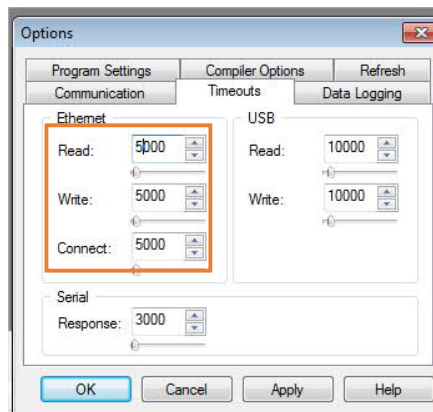 Options
Program Settings Compiler Options Refresh
Communication Timeouts Data Logging
Ethernet USB
Read: 5000 Read: 10000
Write: 5000 Write: 10000
Connect: 5000
Serial
Response: 3000
OK Cancel Apply Help